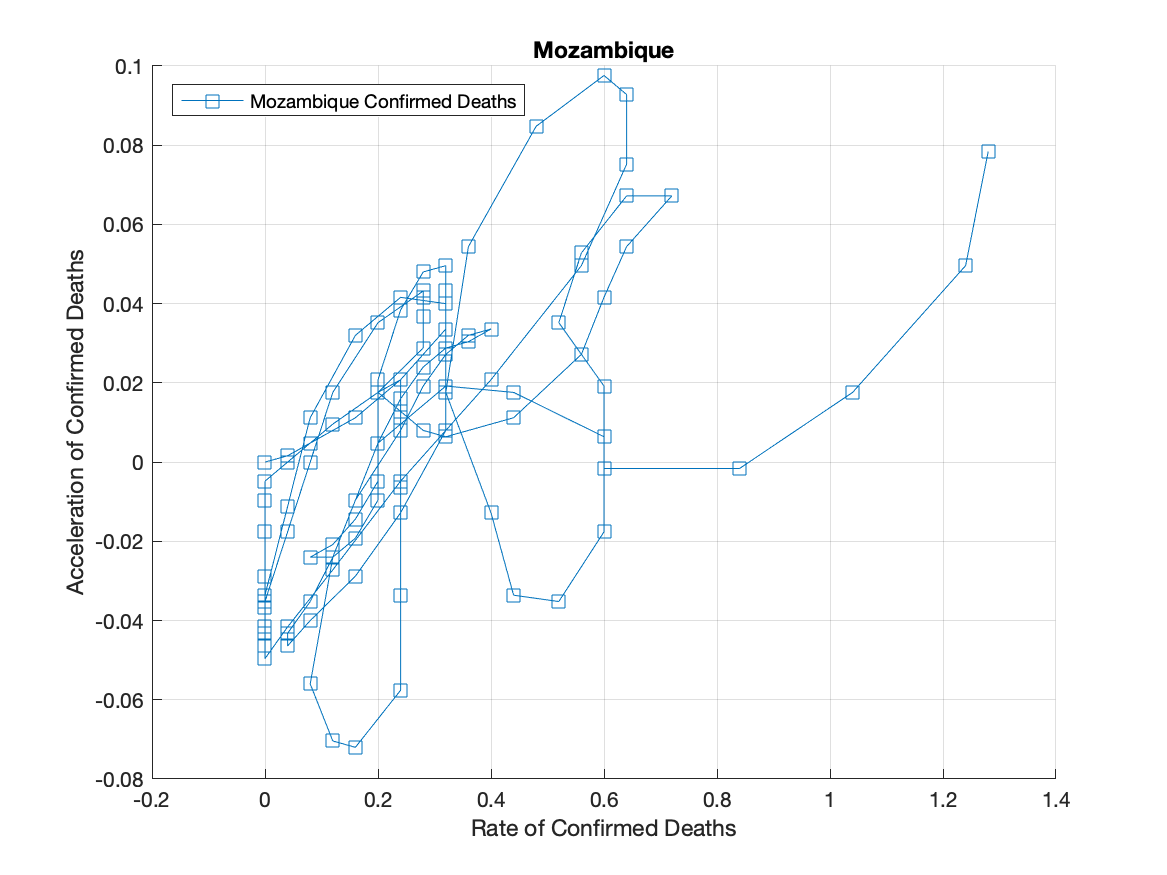 Mozambique
Mozambique Confirmed Deaths
0.1
0.08
0.06
0.04
0.02
0
-0.02
-0.04
-0.06
-0.08
Acceleration of Confirmed Deaths
-0.2 0 0.2 0.4 0.6 0.8 1 1.2 1.4
Rate of Confirmed Deaths